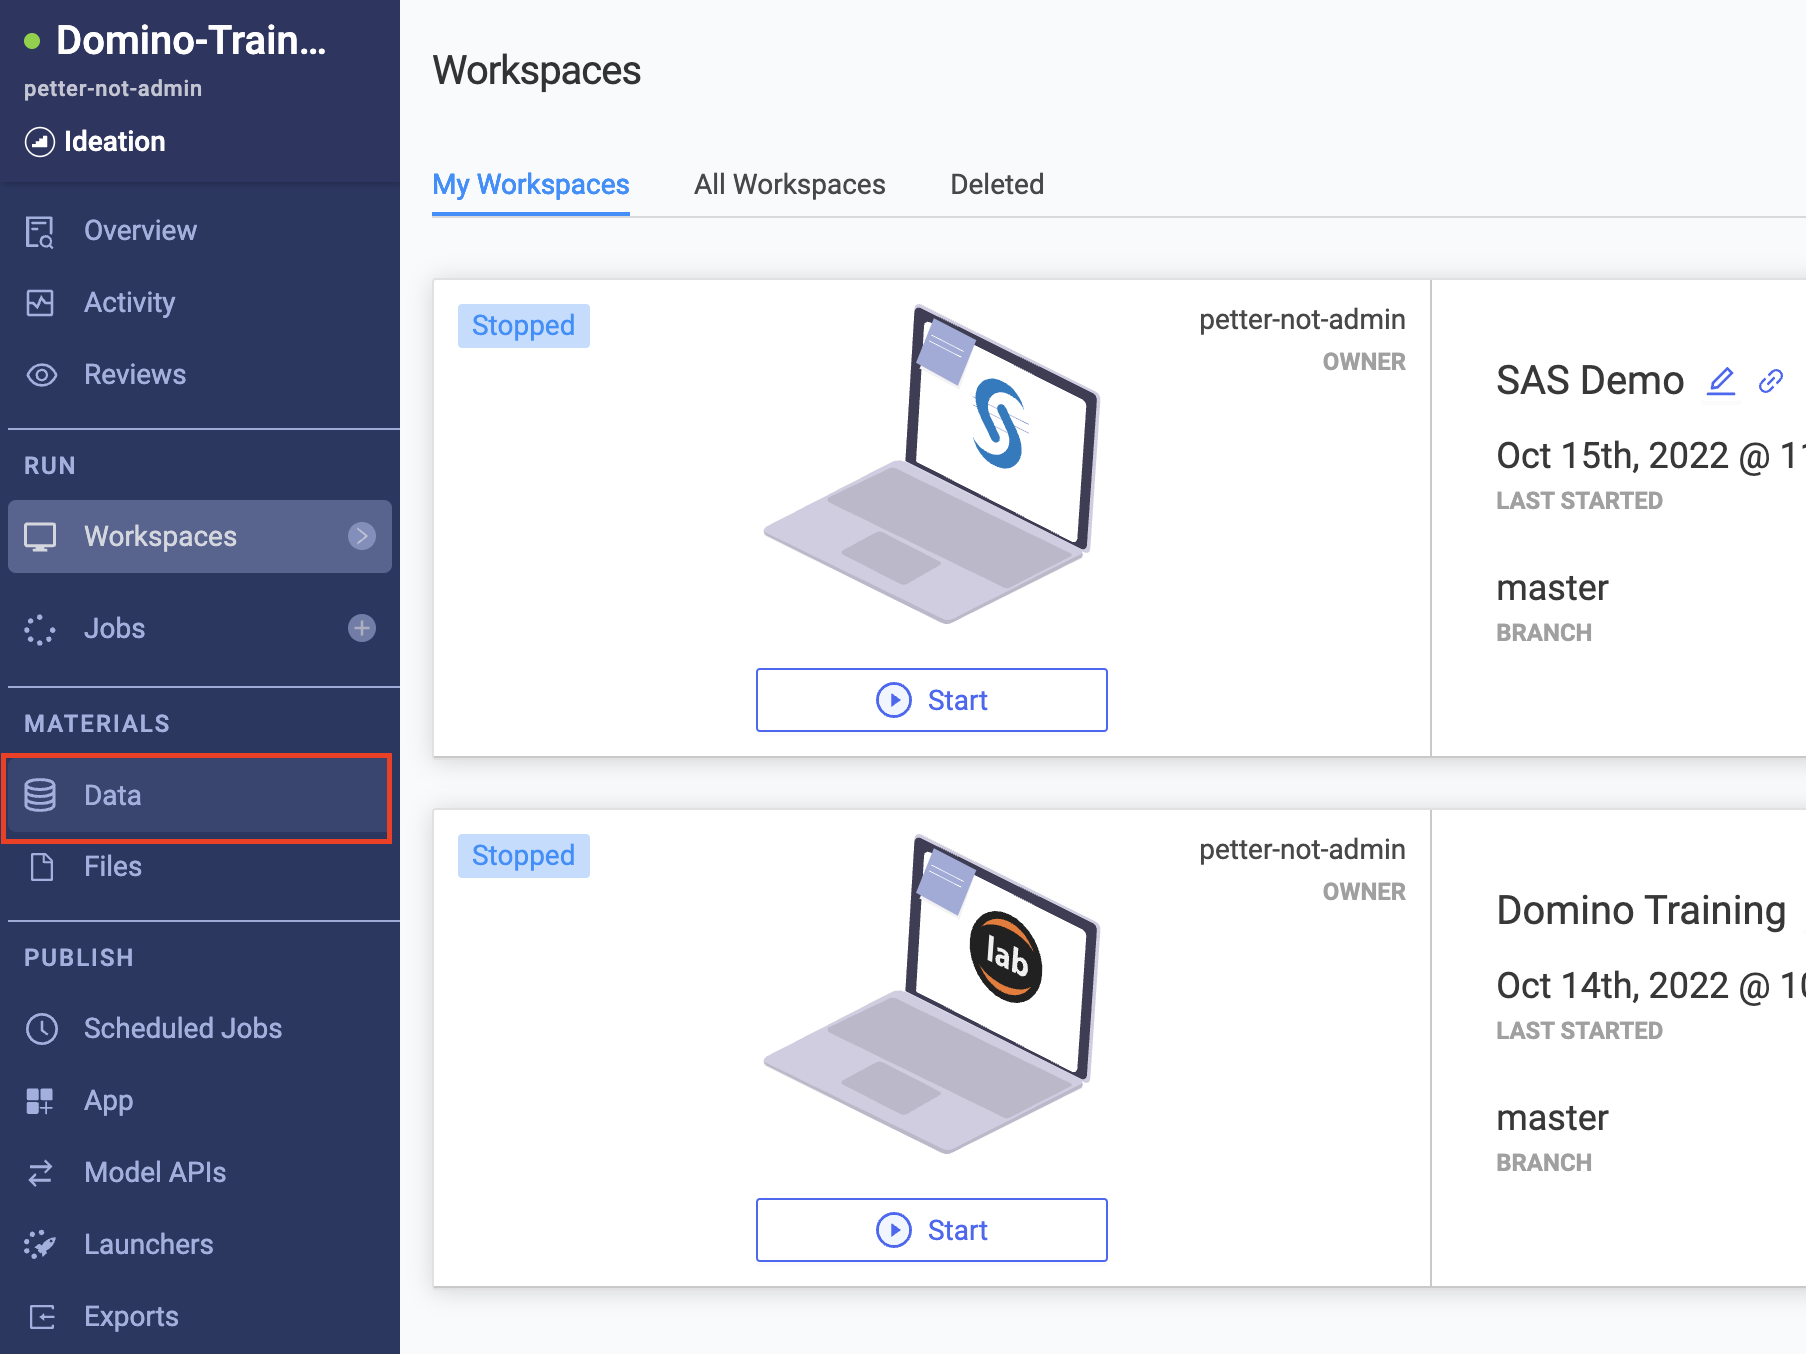 Domino-Train...
petter-not-admin
Ideation
Overview
Activity
Reviews
RUN
Workspaces
Jobs
MATERIALS
Data
Files
PUBLISH
Scheduled Jobs
App
Model APIs
Launchers
Exports
Workspaces
My Workspaces
All Workspaces
Deleted
Stopped
petter-not-admin
OWNER
Start
SAS Demo
Oct 15th, 2022 @ 11
LAST STARTED
master
BRANCH
Stopped
petter-not-admin
OWNER
lab
Start
Domino Training
Oct 14th, 2022 @ 10
LAST STARTED
master
BRANCH